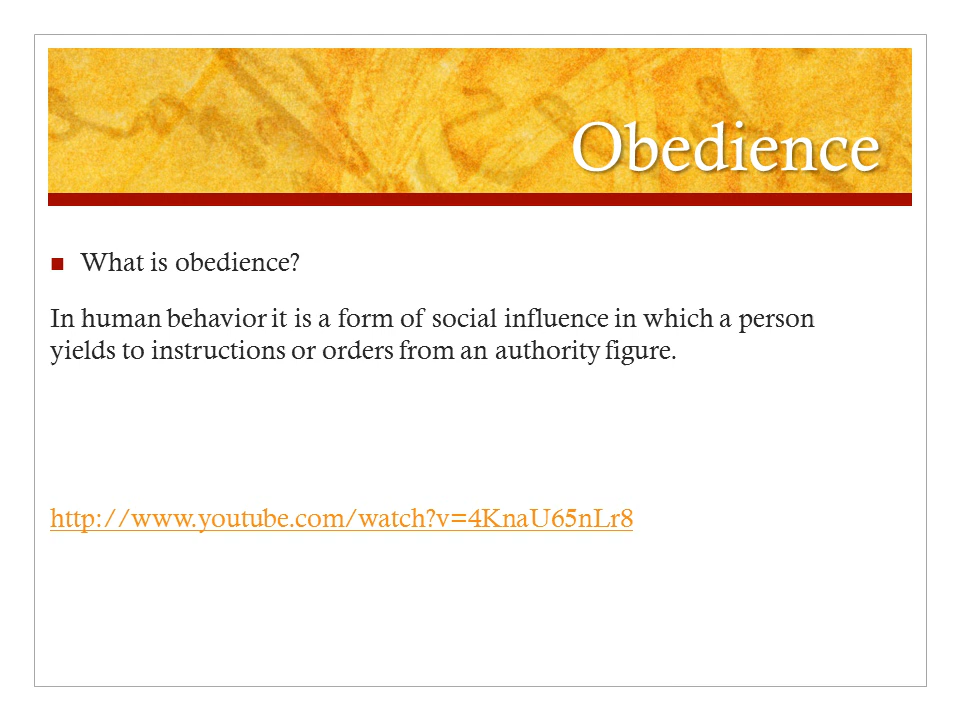 Obedience
What is obedience?
In human behavior it is a form of social influence in which a person
yields to instructions or orders from an authority figure.
http://www.youtube.com/watch?v=4KnaU65nLr8